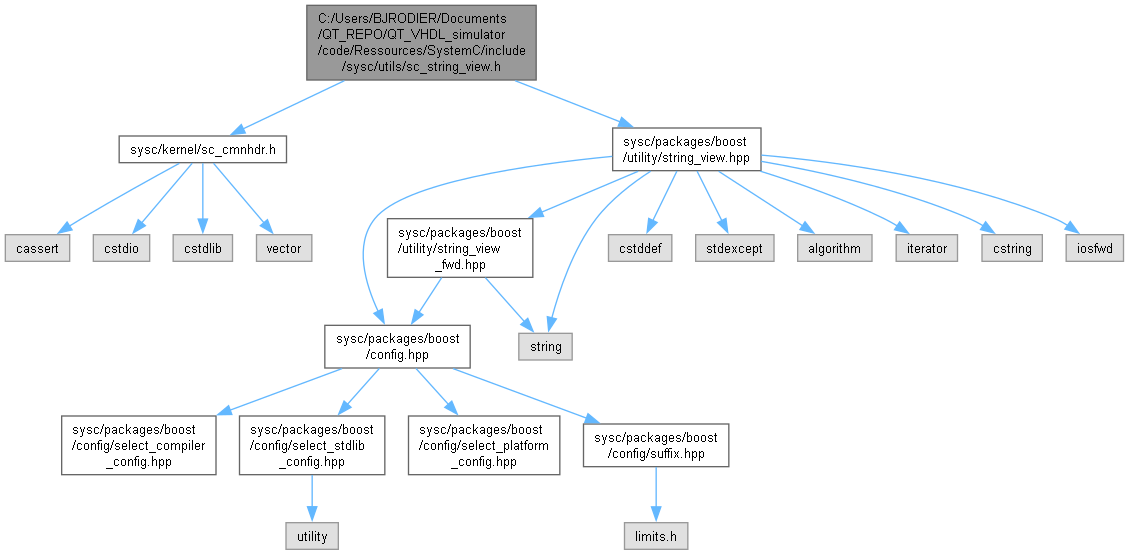 C:/Users/BJRODIER/Documents
/QT_REPO/QT_VHDL_simulator
/code/Ressources/SystemC/include
/sysc/utils/sc_string_view.h
sysc/kernel/sc_cmnhdr.h
sysc/packages/boost
/utility/string_view.hpp
cassert
cstdio
cstdlib
vector
sysc/packages/boost
/utility/string_view
_fwd.hpp
cstddef
stdexcept
algorithm
iterator
cstring
iosfwd
sysc/packages/boost
/config.hpp
string
sysc/packages/boost
/config/select_compiler
_config.hpp
sysc/packages/boost
/config/select_stdlib
_config.hpp
sysc/packages/boost
/config/select_platform
_config.hpp
sysc/packages/boost
/config/suffix.hpp
utility
limits.h